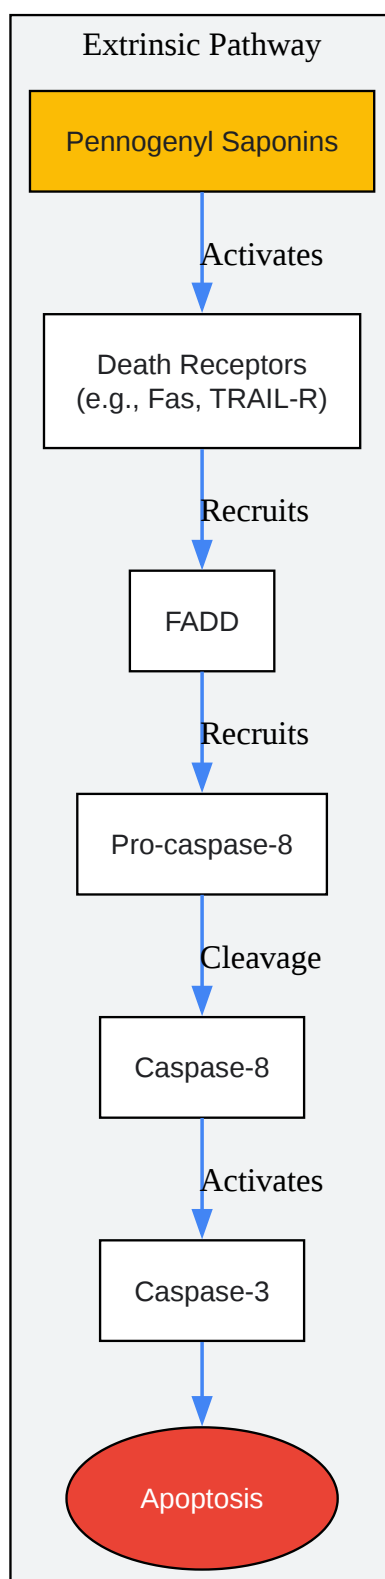 Extrinsic Pathway
Pennogenyl Saponins
Activates
Death Receptors
(e.g., Fas, TRAIL-R)
Recruits
FADD
Recruits
Pro-caspase-8
Cleavage
Caspase-8
Activates
Caspase-3
Apoptosis